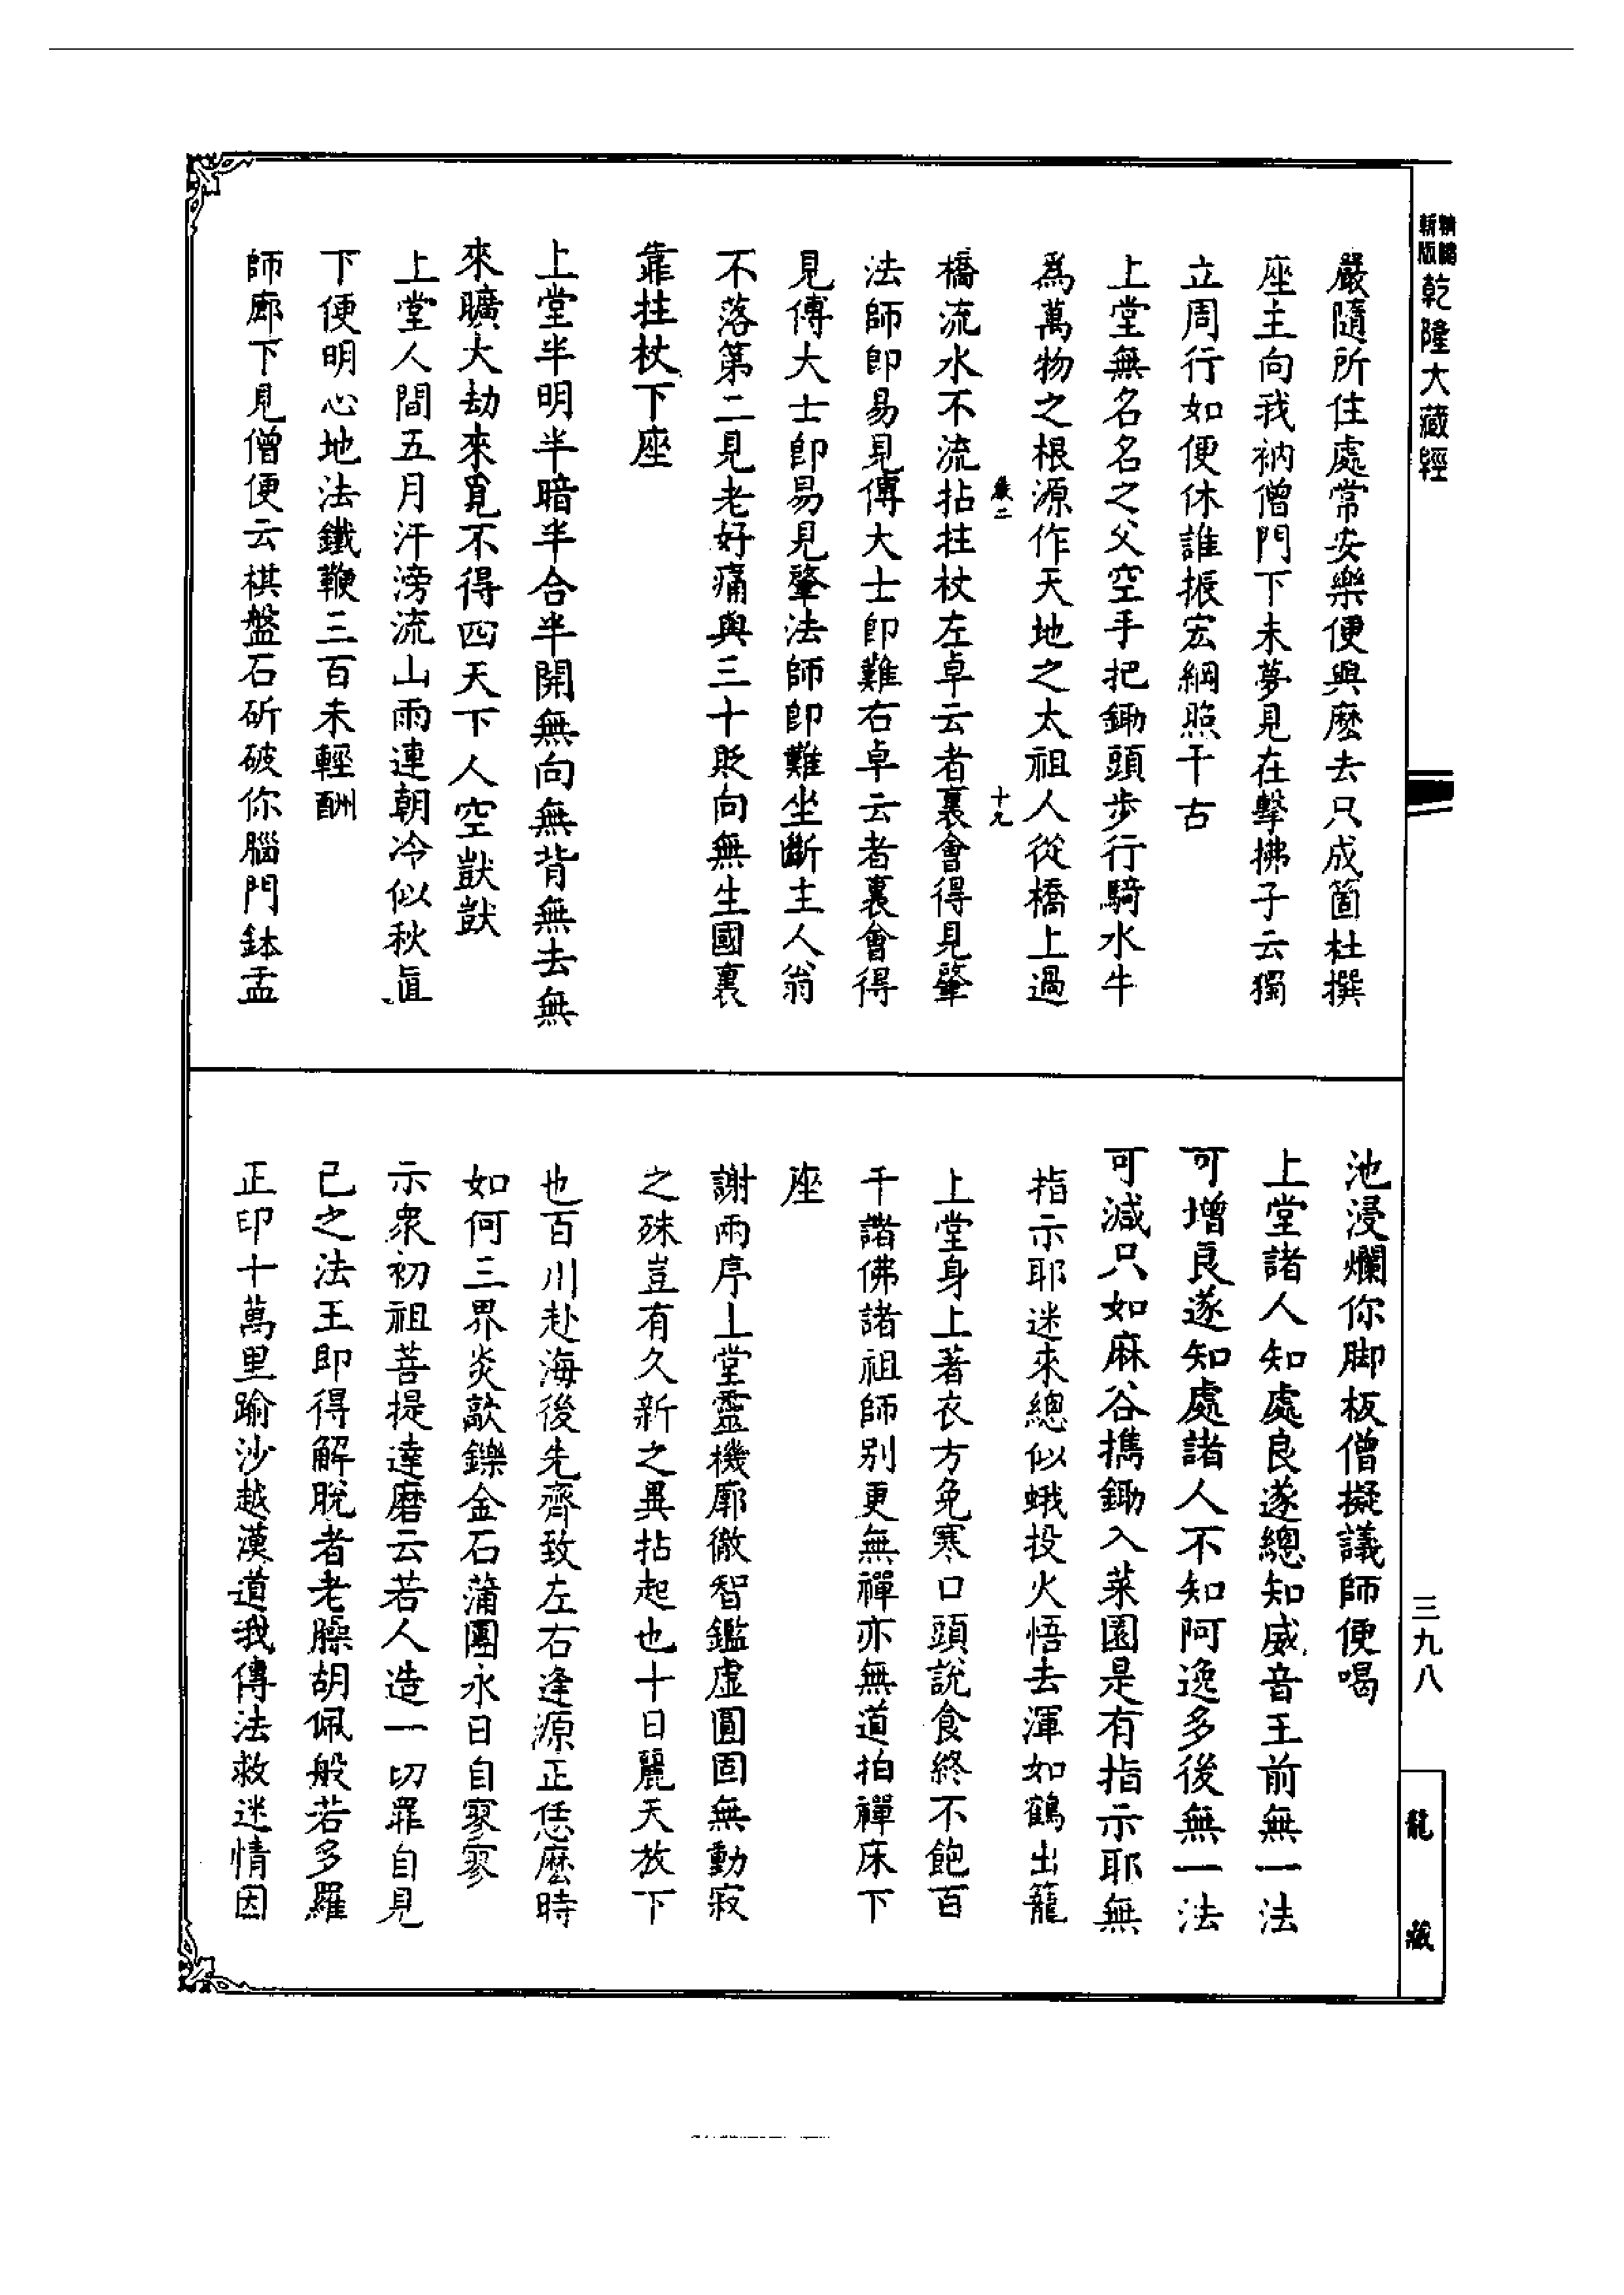 新版
乾隆大藏經
嚴隨所住處常安樂便與麽去只成箇杜撰
座主向我衲僧門下未夢見在擊拂子云獨
立周行如便休誰振宏綱照千古
上堂無名名之父空手把鋤頭步行騎水牛
爲萬物之根源作天地之太祖人從橋上過
橋流水不流拈拄杖左卓云者裏會得見肇
法師即易見傅大士即難右卓云者裏會得
見傅大士即易見肇法師即難坐斷主人翁
不落第二見老好痛與三十貶向無生國裏
靠拄杖下座
上堂半明半暗半合半開無向無背無去無
來曠大劫來覓不得四天下人空獃獃
上堂人間五月汗滂流山雨連朝冷似秋直
下便明心地法鐵鞭三百未輕酬
師廊下見僧便云棋盤石斫破你腦門鉢盂
十九
池浸爛你脚板僧擬議師便喝
上堂諸人知處良遂總知威音王前無一法
可增良遂知處諸人不知阿逸多後無一法
可減只如麻谷擕鋤入菜園是有指示耶無
指示耶迷來總似蛾投火悟去渾如鶴出籠
上堂身上著衣方免寒口頭說食終不飽百
千諸佛諸祖師别更無禪亦無道拍禪床下
座
謝兩序上堂靈機廓徹智鑑虛圓固無動寂
之殊豈有久新之異拈起也十日麗天放下
也百川赴海後先齊致左右逢源正恁麽時
如何三界炎歊鑠金石蒲團永日自寥寥
示衆初祖菩提達磨云若人造一切罪自見
己之法王即得解脫者老臊胡佩般若多羅
正印十萬里踰沙越漠道我傳法救迷情因
三九八
龍藏